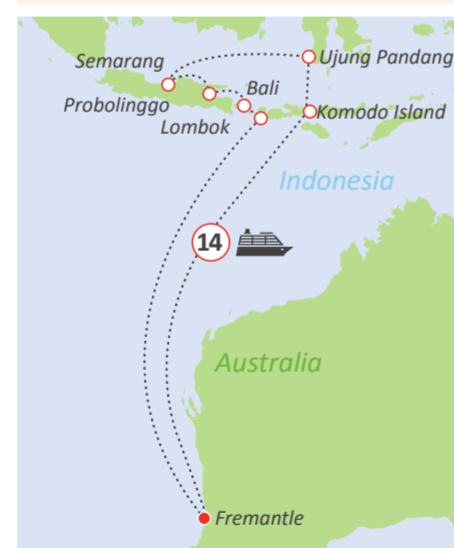 Ujung Pandang
Semarang
Bali
Probolinggo
Komodo Island
Lombok
Indonesia
14
Australia
Fremantle